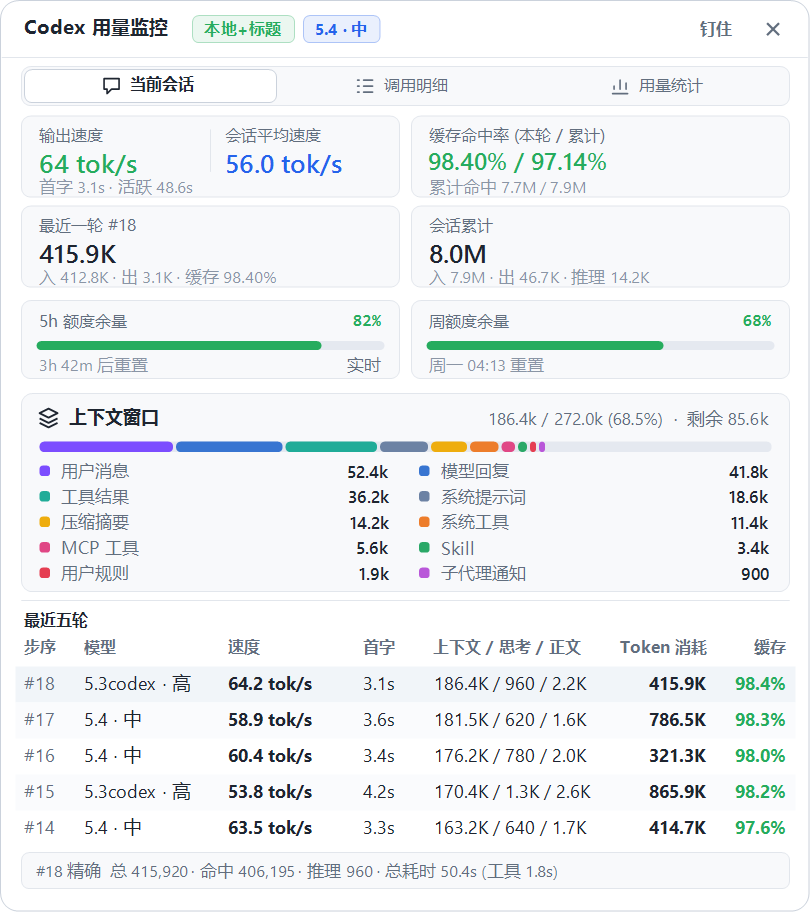 Codex 用量监控 本地+标题 5.4 · 中 钉住
当前会话 调用明细 用量统计
输出速度 会话平均速度
64 tok/s 56.0 tok/s
首字 3.1s · 活跃 48.6s
缓存命中率 (本轮 / 累计)
98.40% / 97.14%
累计命中 7.7M / 7.9M
最近一轮 #18
415.9K
入 412.8K · 出 3.1K · 缓存 98.40%
会话累计
8.0M
入 7.9M · 出 46.7K · 推理 14.2K
5h 额度余量 82%
3h 42m 后重置 实时
周额度余量 68%
周一 04:13 重置
上下文窗口 186.4k / 272.0k (68.5%) · 剩余 85.6k
用户消息 52.4k 模型回复 41.8k
工具结果 36.2k 系统提示词 18.6k
压缩摘要 14.2k 系统工具 11.4k
MCP 工具 5.6k Skill 3.4k
用户规则 1.9k 子代理通知 900
最近五轮
步序 模型 速度 首字 上下文 / 思考 / 正文 Token 消耗 缓存
#18 5.3codex · 高 64.2 tok/s 3.1s 186.4K / 960 / 2.2K 415.9K 98.4%
#17 5.4 · 中 58.9 tok/s 3.6s 181.5K / 620 / 1.6K 786.5K 98.3%
#16 5.4 · 中 60.4 tok/s 3.4s 176.2K / 780 / 2.0K 321.3K 98.0%
#15 5.3codex · 高 53.8 tok/s 4.2s 170.4K / 1.3K / 2.6K 865.9K 98.2%
#14 5.4 · 中 63.5 tok/s 3.3s 163.2K / 640 / 1.7K 414.7K 97.6%
#18 精确 总 415,920 · 命中 406,195 · 推理 960 · 总耗时 50.4s (工具 1.8s)